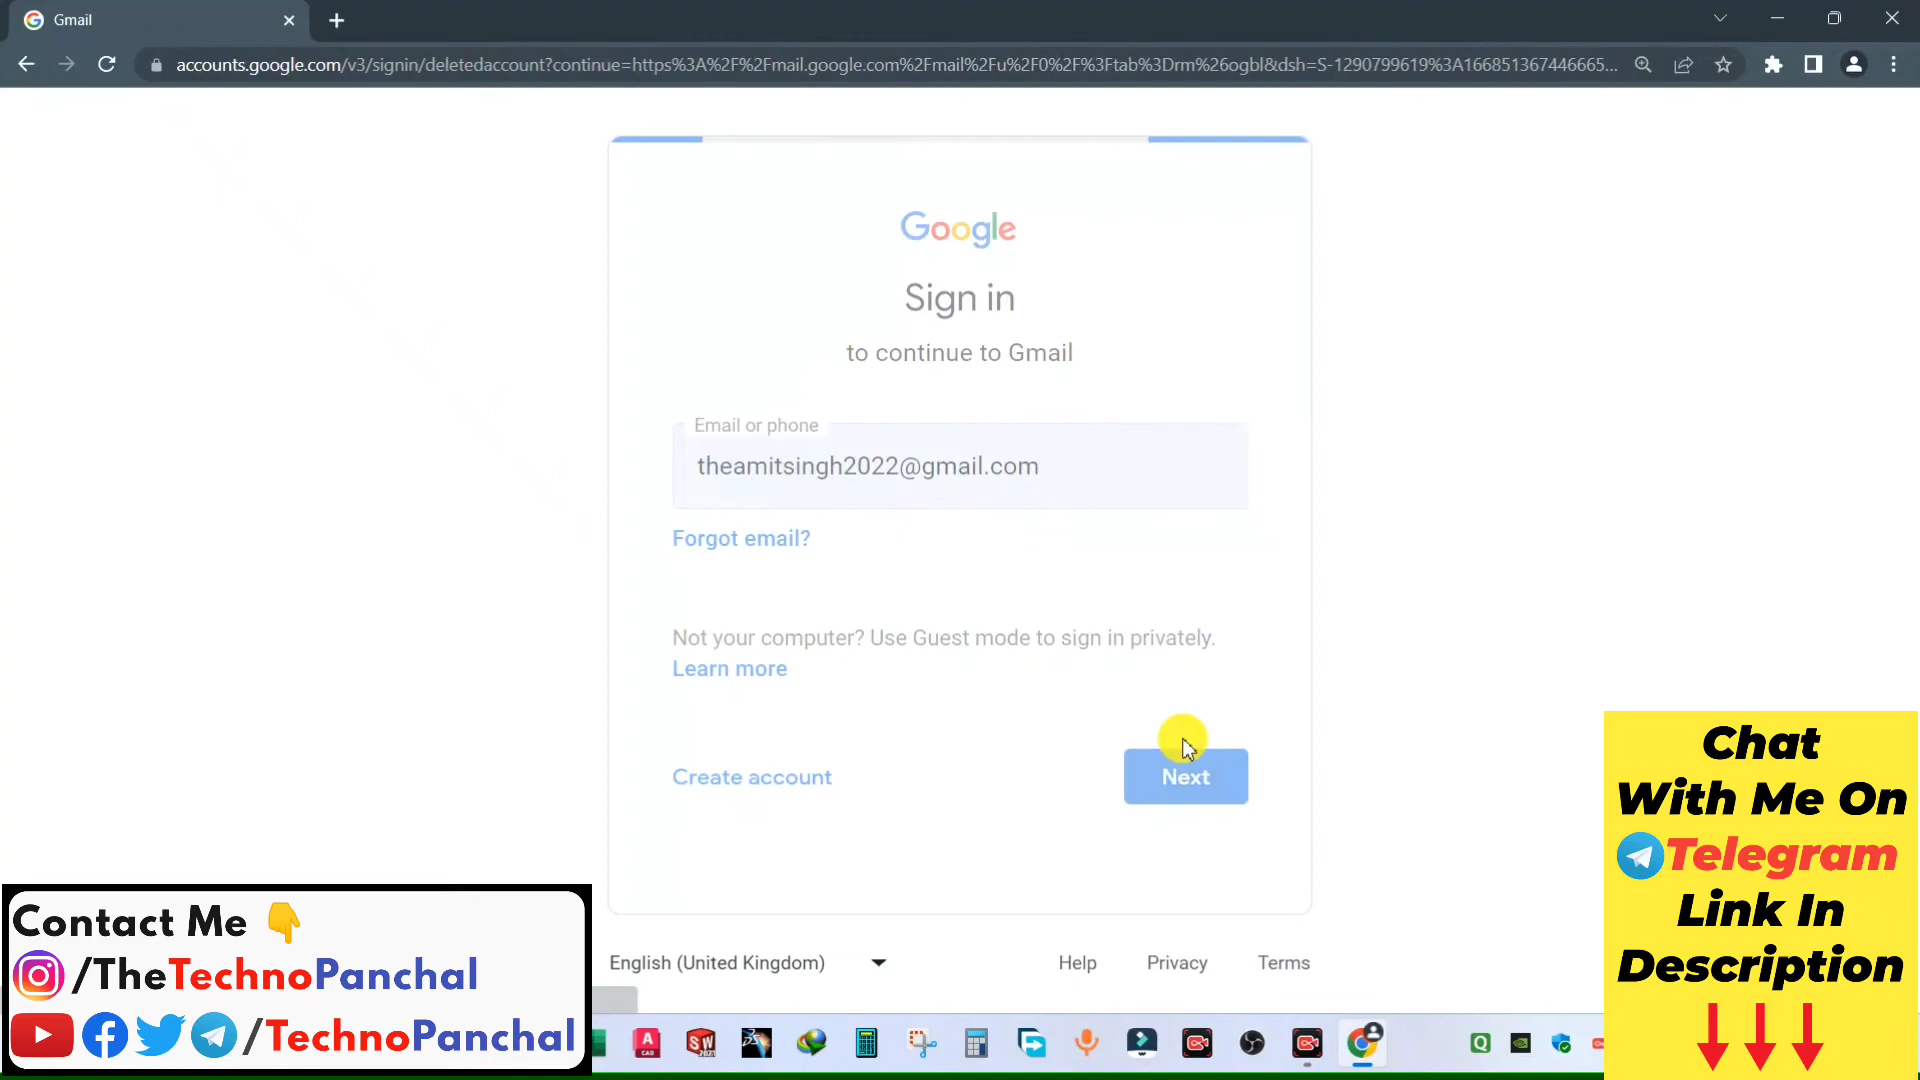 Gmail
accounts.google.com/v3/signin/deletedaccount?continue=https%3A%2F%2Fmail.google.com%2Fmail%2Fu%2F0%2F%3Ftab%3Drm%26ogbl&dsh=S-1290799619%3A166851367446665...
Google
Sign in
to continue to Gmail
Email or phone
theamitsingh2022@gmail.com
Forgot email?
Not your computer? Use Guest mode to sign in privately.
Learn more
Create account
Next
English (United Kingdom)
Help
Privacy
Terms
Contact Me 👇
/TheTechnoPanchal
/TechnoPanchal
Chat
With Me On
Telegram
Link In
Description